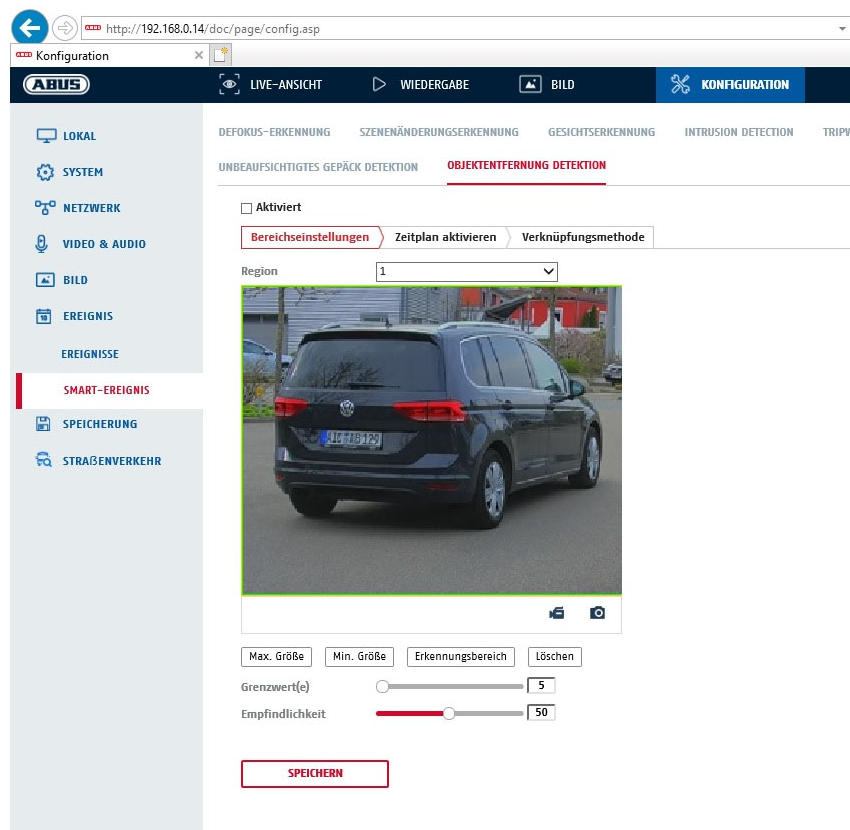 http://192.168.0.14/doc/page/config.asp
ABUS Konfiguration
ABUS LIVE-ANSICHT WIEDERGABE BILD KONFIGURATION
LOKAL
SYSTEM
NETZWERK
VIDEO & AUDIO
BILD
EREIGNIS
EREIGNISSE
SMART-EREIGNIS
SPEICHERUNG
STRAßENVERKEHR
DEFOKUS-ERKENNUNG SZENENÄNDERUNGSERKENNUNG GESICHTSERKENNUNG INTRUSION DETECTION
UNBEAUFSICHTIGTES GEPÄCK DETEKTION OBJEKTENTFERNUNG DETEKTION
Aktiviert
Bereichseinstellungen Zeitplan aktivieren Verknüpfungsmethode
Region 1
Max. Größe Min. Größe Erkennungsbereich Löschen
Grenzwert(e) 5
Empfindlichkeit 50
SPEICHERN